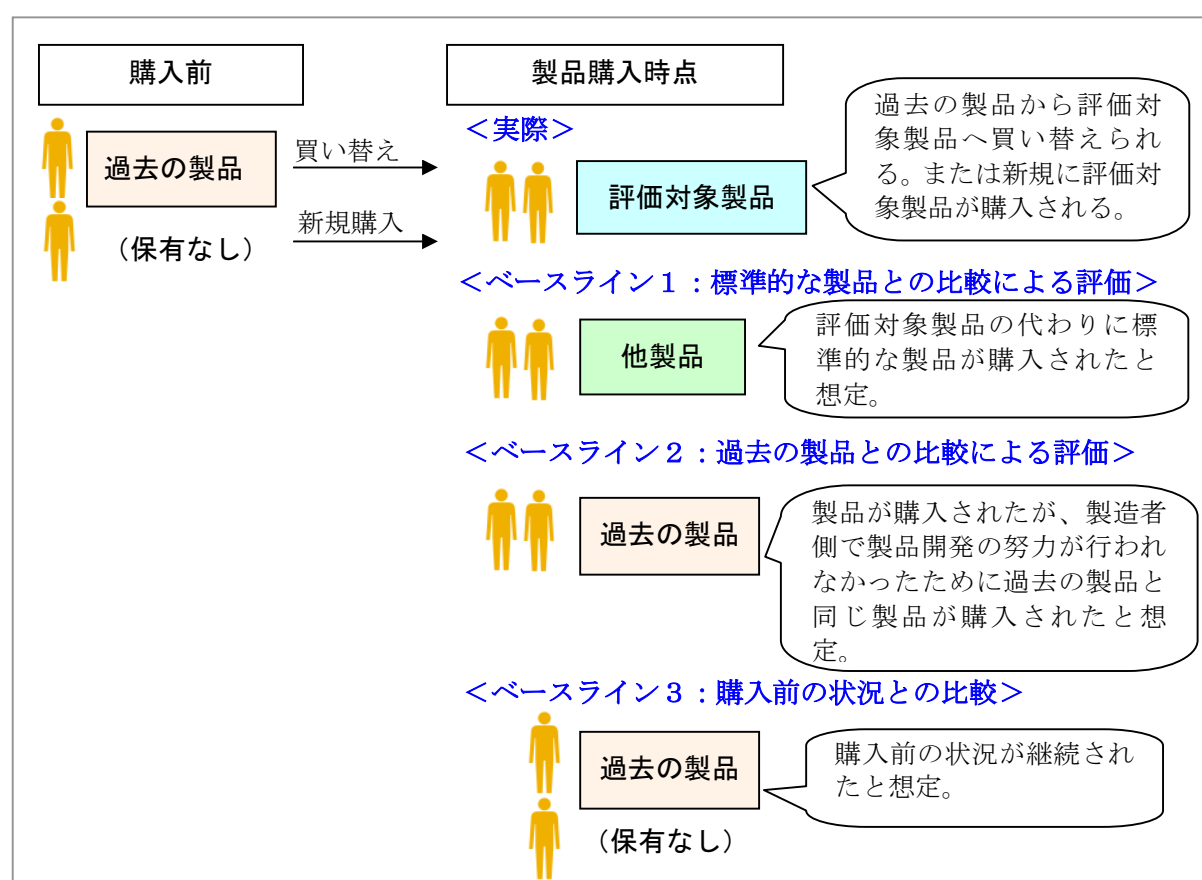 購入前
製品購入時点
過去の製品
(保有なし)
買い替え
新規購入
＜実際＞
評価対象製品
過去の製品から評価対
象製品へ買い替えられ
る。または新規に評価対
象製品が購入される。
＜ベースライン１：標準的な製品との比較による評価＞
他製品
評価対象製品の代わりに標
準的な製品が購入されたと
想定。
＜ベースライン２：過去の製品との比較による評価＞
過去の製品
製品が購入されたが、製造者
側で製品開発の努力が行われ
なかったために過去の製品と
同じ製品が購入されたと想
定。
＜ベースライン３：購入前の状況との比較＞
過去の製品
(保有なし)
購入前の状況が継続され
たと想定。